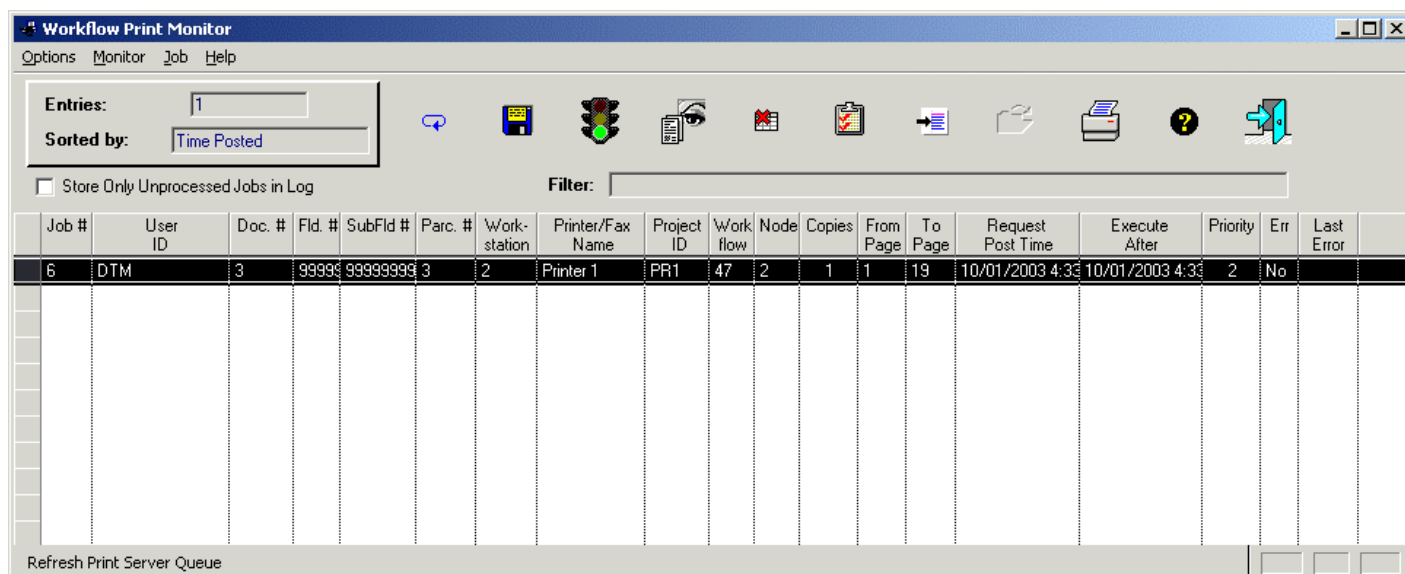 Workflow Print Monitor
Options Monitor Job Help
Entries: 1
Sorted by: Time Posted
Store Only Unprocessed Jobs in Log Filter:
Job # User ID Doc. # Fld. # SubFld # Parc. # Work-station Printer/Fax Name Project ID Work flow Node Copies From Page To Page Request Post Time Execute After Priority Err Last Error
6 DTM 3 99999 99999999 3 2 Printer 1 PR1 47 2 1 1 19 10/01/2003 4:33 10/01/2003 4:33 2 No
Refresh Print Server Queue